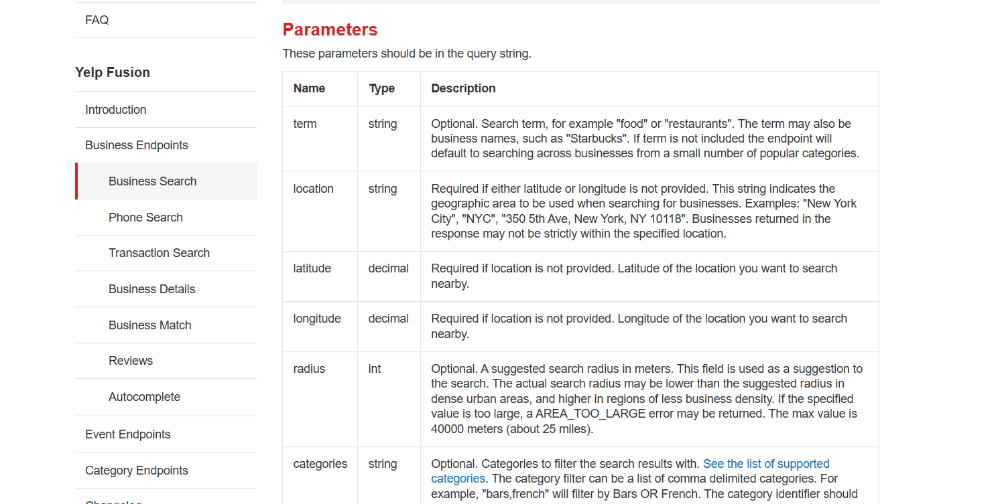 FAQ
Yelp Fusion
Introduction
Business Endpoints
Business Search
Phone Search
Transaction Search
Business Details
Business Match
Reviews
Autocomplete
Event Endpoints
Category Endpoints
Changelog
Parameters
These parameters should be in the query string.
Name Type Description
term string Optional. Search term, for example "food" or "restaurants". The term may also be
business names, such as "Starbucks". If term is not included the endpoint will
default to searching across businesses from a small number of popular categories.
location string Required if either latitude or longitude is not provided. This string indicates the
geographic area to be used when searching for businesses. Examples: "New York
City", "NYC", "350 5th Ave, New York, NY 10118". Businesses returned in the
response may not be strictly within the specified location.
latitude decimal Required if location is not provided. Latitude of the location you want to search
nearby.
longitude decimal Required if location is not provided. Longitude of the location you want to search
nearby.
radius int Optional. A suggested search radius in meters. This field is used as a suggestion to
the search. The actual search radius may be lower than the suggested radius in
dense urban areas, and higher in regions of less business density. If the specified
value is too large, a AREA_TOO_LARGE error may be returned. The max value is
40000 meters (about 25 miles).
categories string Optional. Categories to filter the search results with. See the list of supported
categories. The category filter can be a list of comma delimited categories. For
example, "bars,french" will filter by Bars OR French. The category identifier should